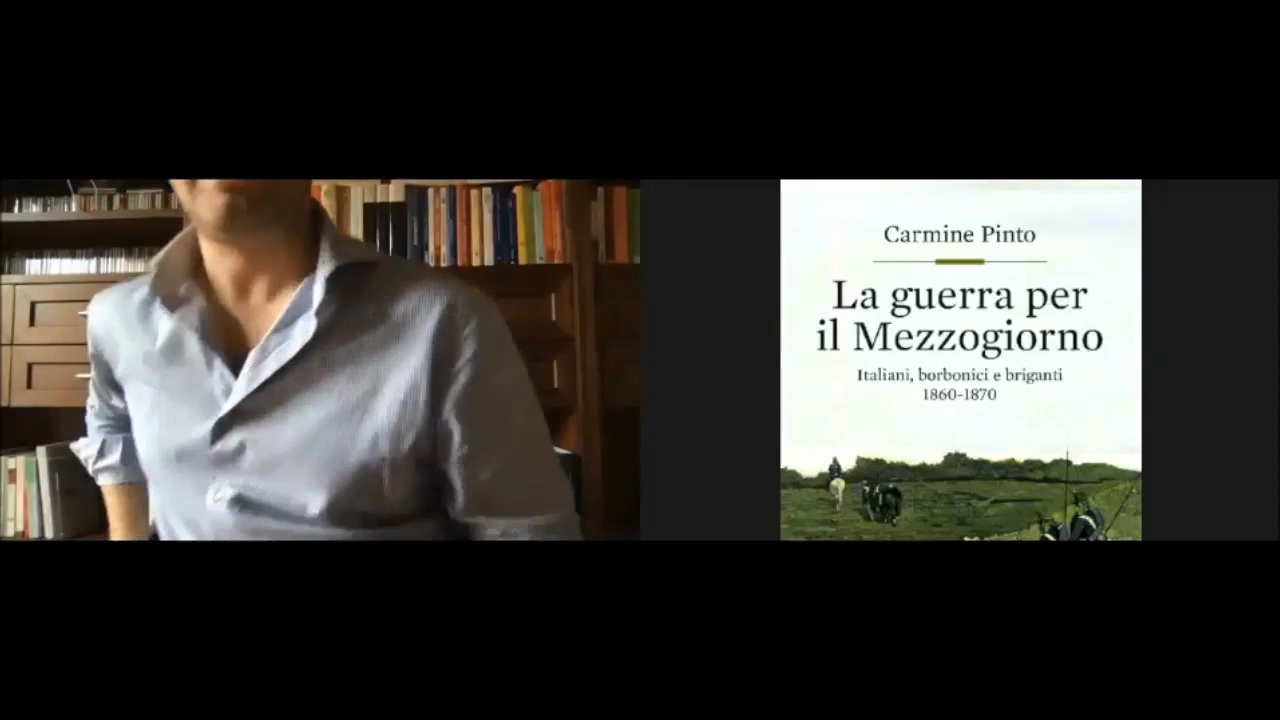 Carmine Pinto
La guerra per
il Mezzogiorno
Italiani, borbonici e briganti
1860-1870